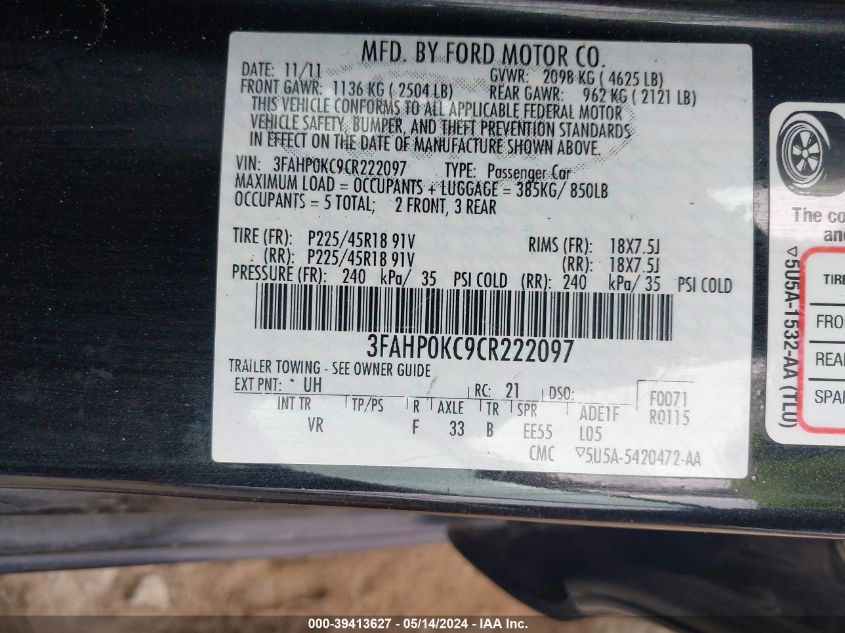 MFD. BY FORD MOTOR CO.
DATE: 11/11 GVWR: 2098 KG ( 4625 LB)
FRONT GAWR: 1136 KG ( 2504 LB) REAR GAWR: 962 KG ( 2121 LB)
THIS VEHICLE CONFORMS TO ALL APPLICABLE FEDERAL MOTOR
VEHICLE SAFETY, BUMPER, AND THEFT PREVENTION STANDARDS
IN EFFECT ON THE DATE OF MANUFACTURE SHOWN ABOVE.
VIN: 3FAHP0KC9CR222097 TYPE: Passenger Car
MAXIMUM LOAD = OCCUPANTS + LUGGAGE = 385KG/ 850LB
OCCUPANTS = 5 TOTAL; 2 FRONT, 3 REAR
TIRE (FR): P225/45R18 91V RIMS (FR): 18X7.5J
(RR): P225/45R18 91V (RR): 18X7.5J
PRESSURE (FR): 240 kPa/ 35 PSI COLD (RR): 240 kPa/ 35 PSI COLD
3FAHP0KC9CR222097
TRAILER TOWING - SEE OWNER GUIDE
EXT PNT: * UH RC: 21 DSO: F0071
INT TR TP/PS R AXLE TR SPR ADE1F R0115
VR F 33 B EE55 L05
CMC ▽5U5A-5420472-AA
The co
an
▽5U5A-1532-AA (TLU)
TIRE
FRO
REA
SPA
000-39413627 - 05/14/2024 - IAA Inc.